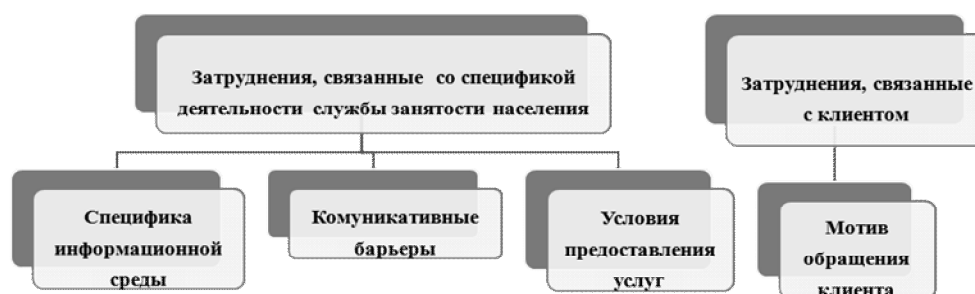 Затруднения, связанные со спецификой
деятельности службы занятости населения
Затруднения, связанные
с клиентом
Специфика
информационной
среды
Комуникативные
барьеры
Условия
предоставления
услуг
Мотив
обращения
клиента